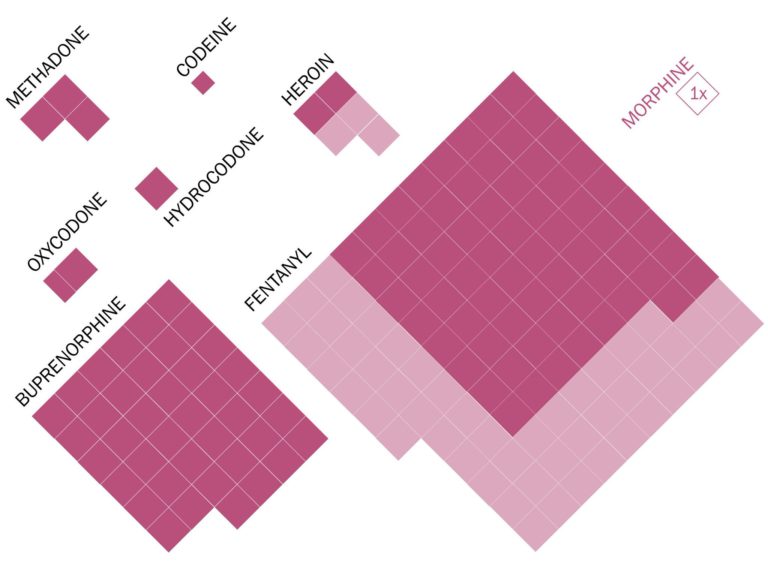 METHADONE
CODEINE
HEROIN
MORPHINE
1x
HYDROCODONE
OXYCODONE
FENTANYL
BUPRENORPHINE